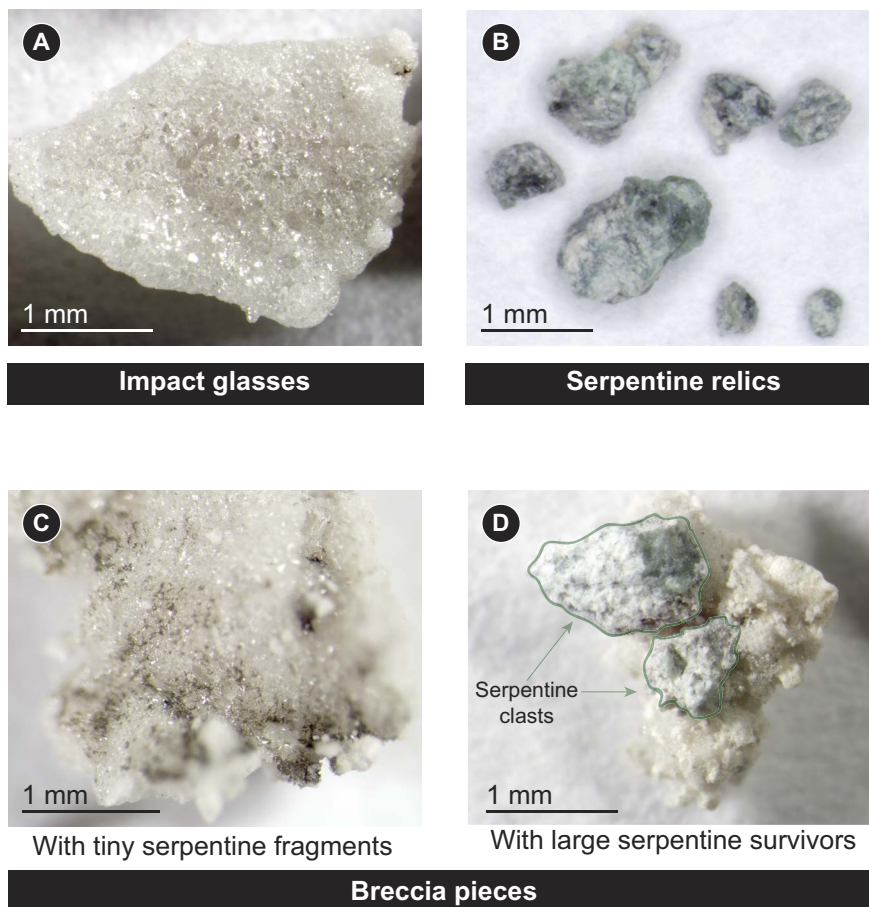 A
1 mm
Impact glasses
B
1 mm
Serpentine relics
C
1 mm
With tiny serpentine fragments
D
Serpentine
clasts
1 mm
With large serpentine survivors
Breccia pieces